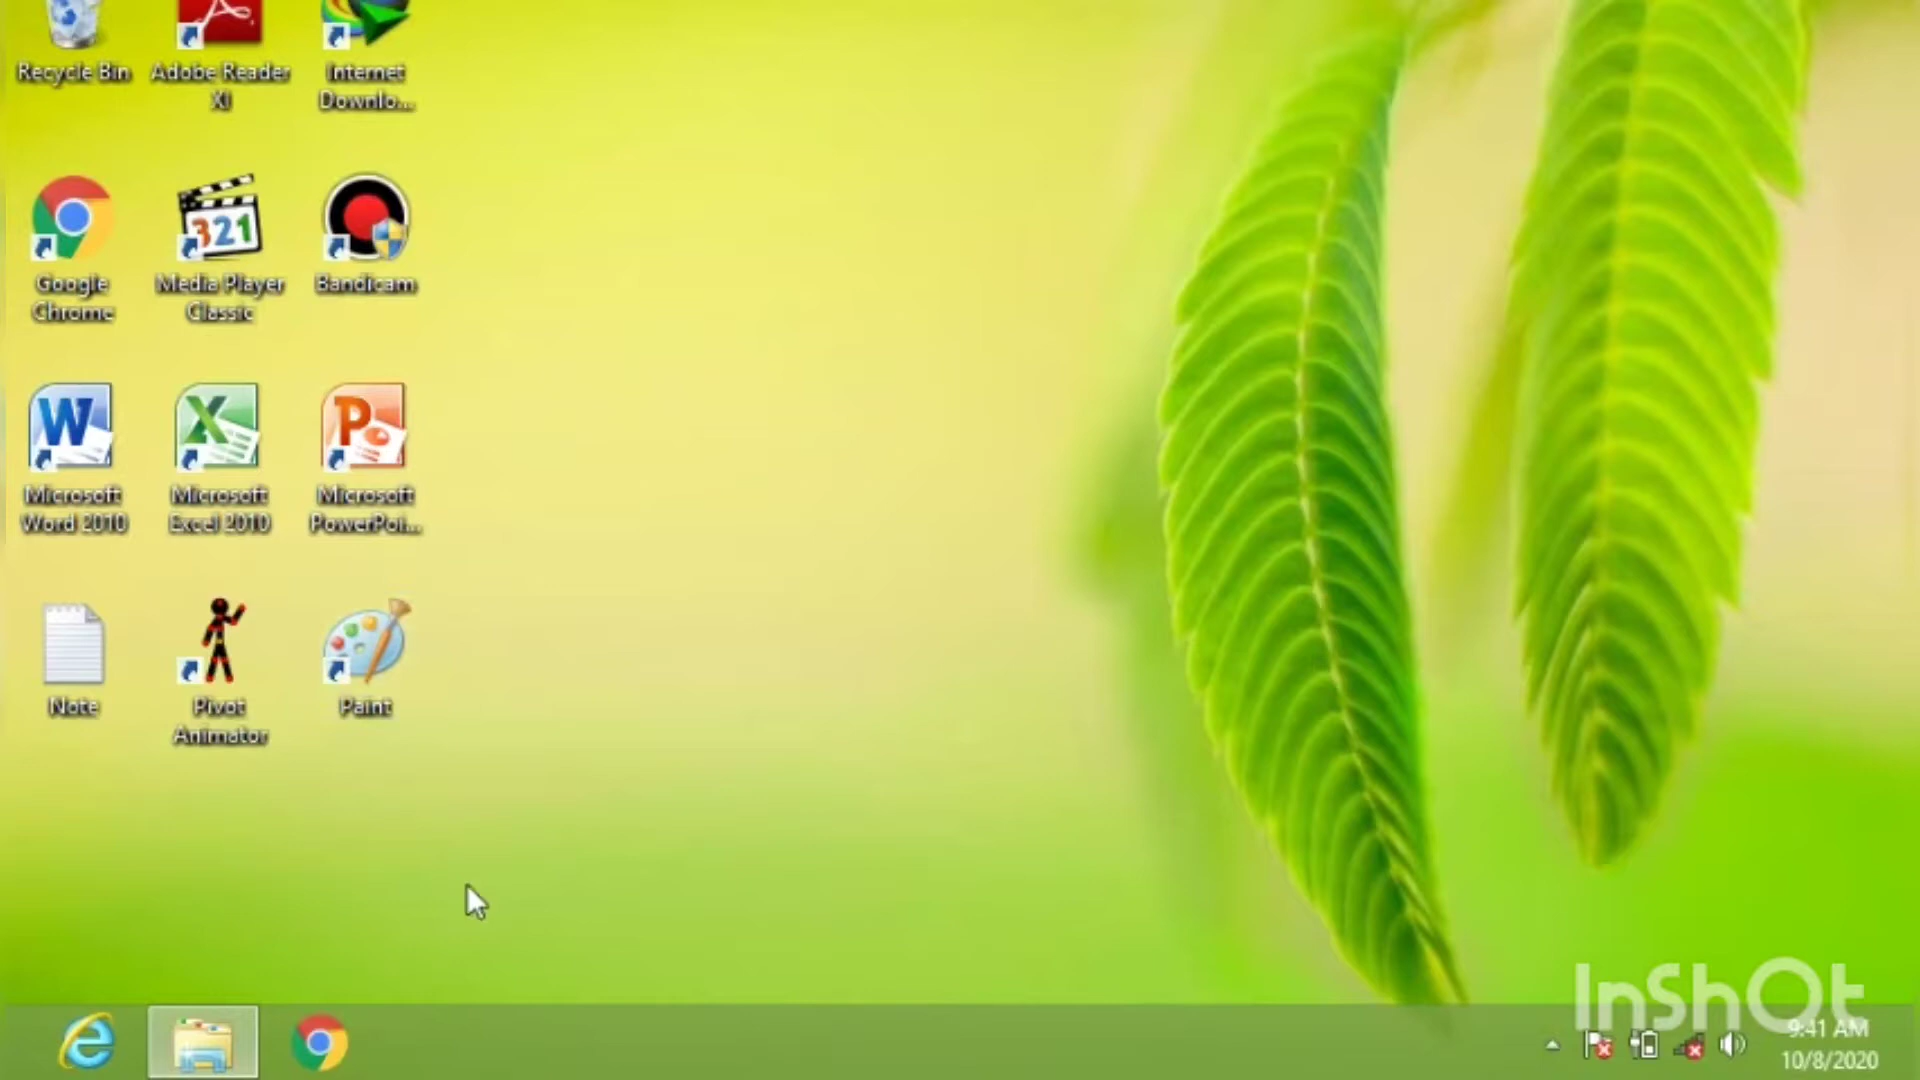 Recycle Bin
Adobe Reader
XI
Internet
Downlo...
Google
Chrome
321
Media Player
Classic
Bandicam
W
Microsoft
Word 2010
X
Microsoft
Excel 2010
P
Microsoft
PowerPoi...
Note
Pivot
Animator
Paint
InShOt
9:41 AM
10/8/2020